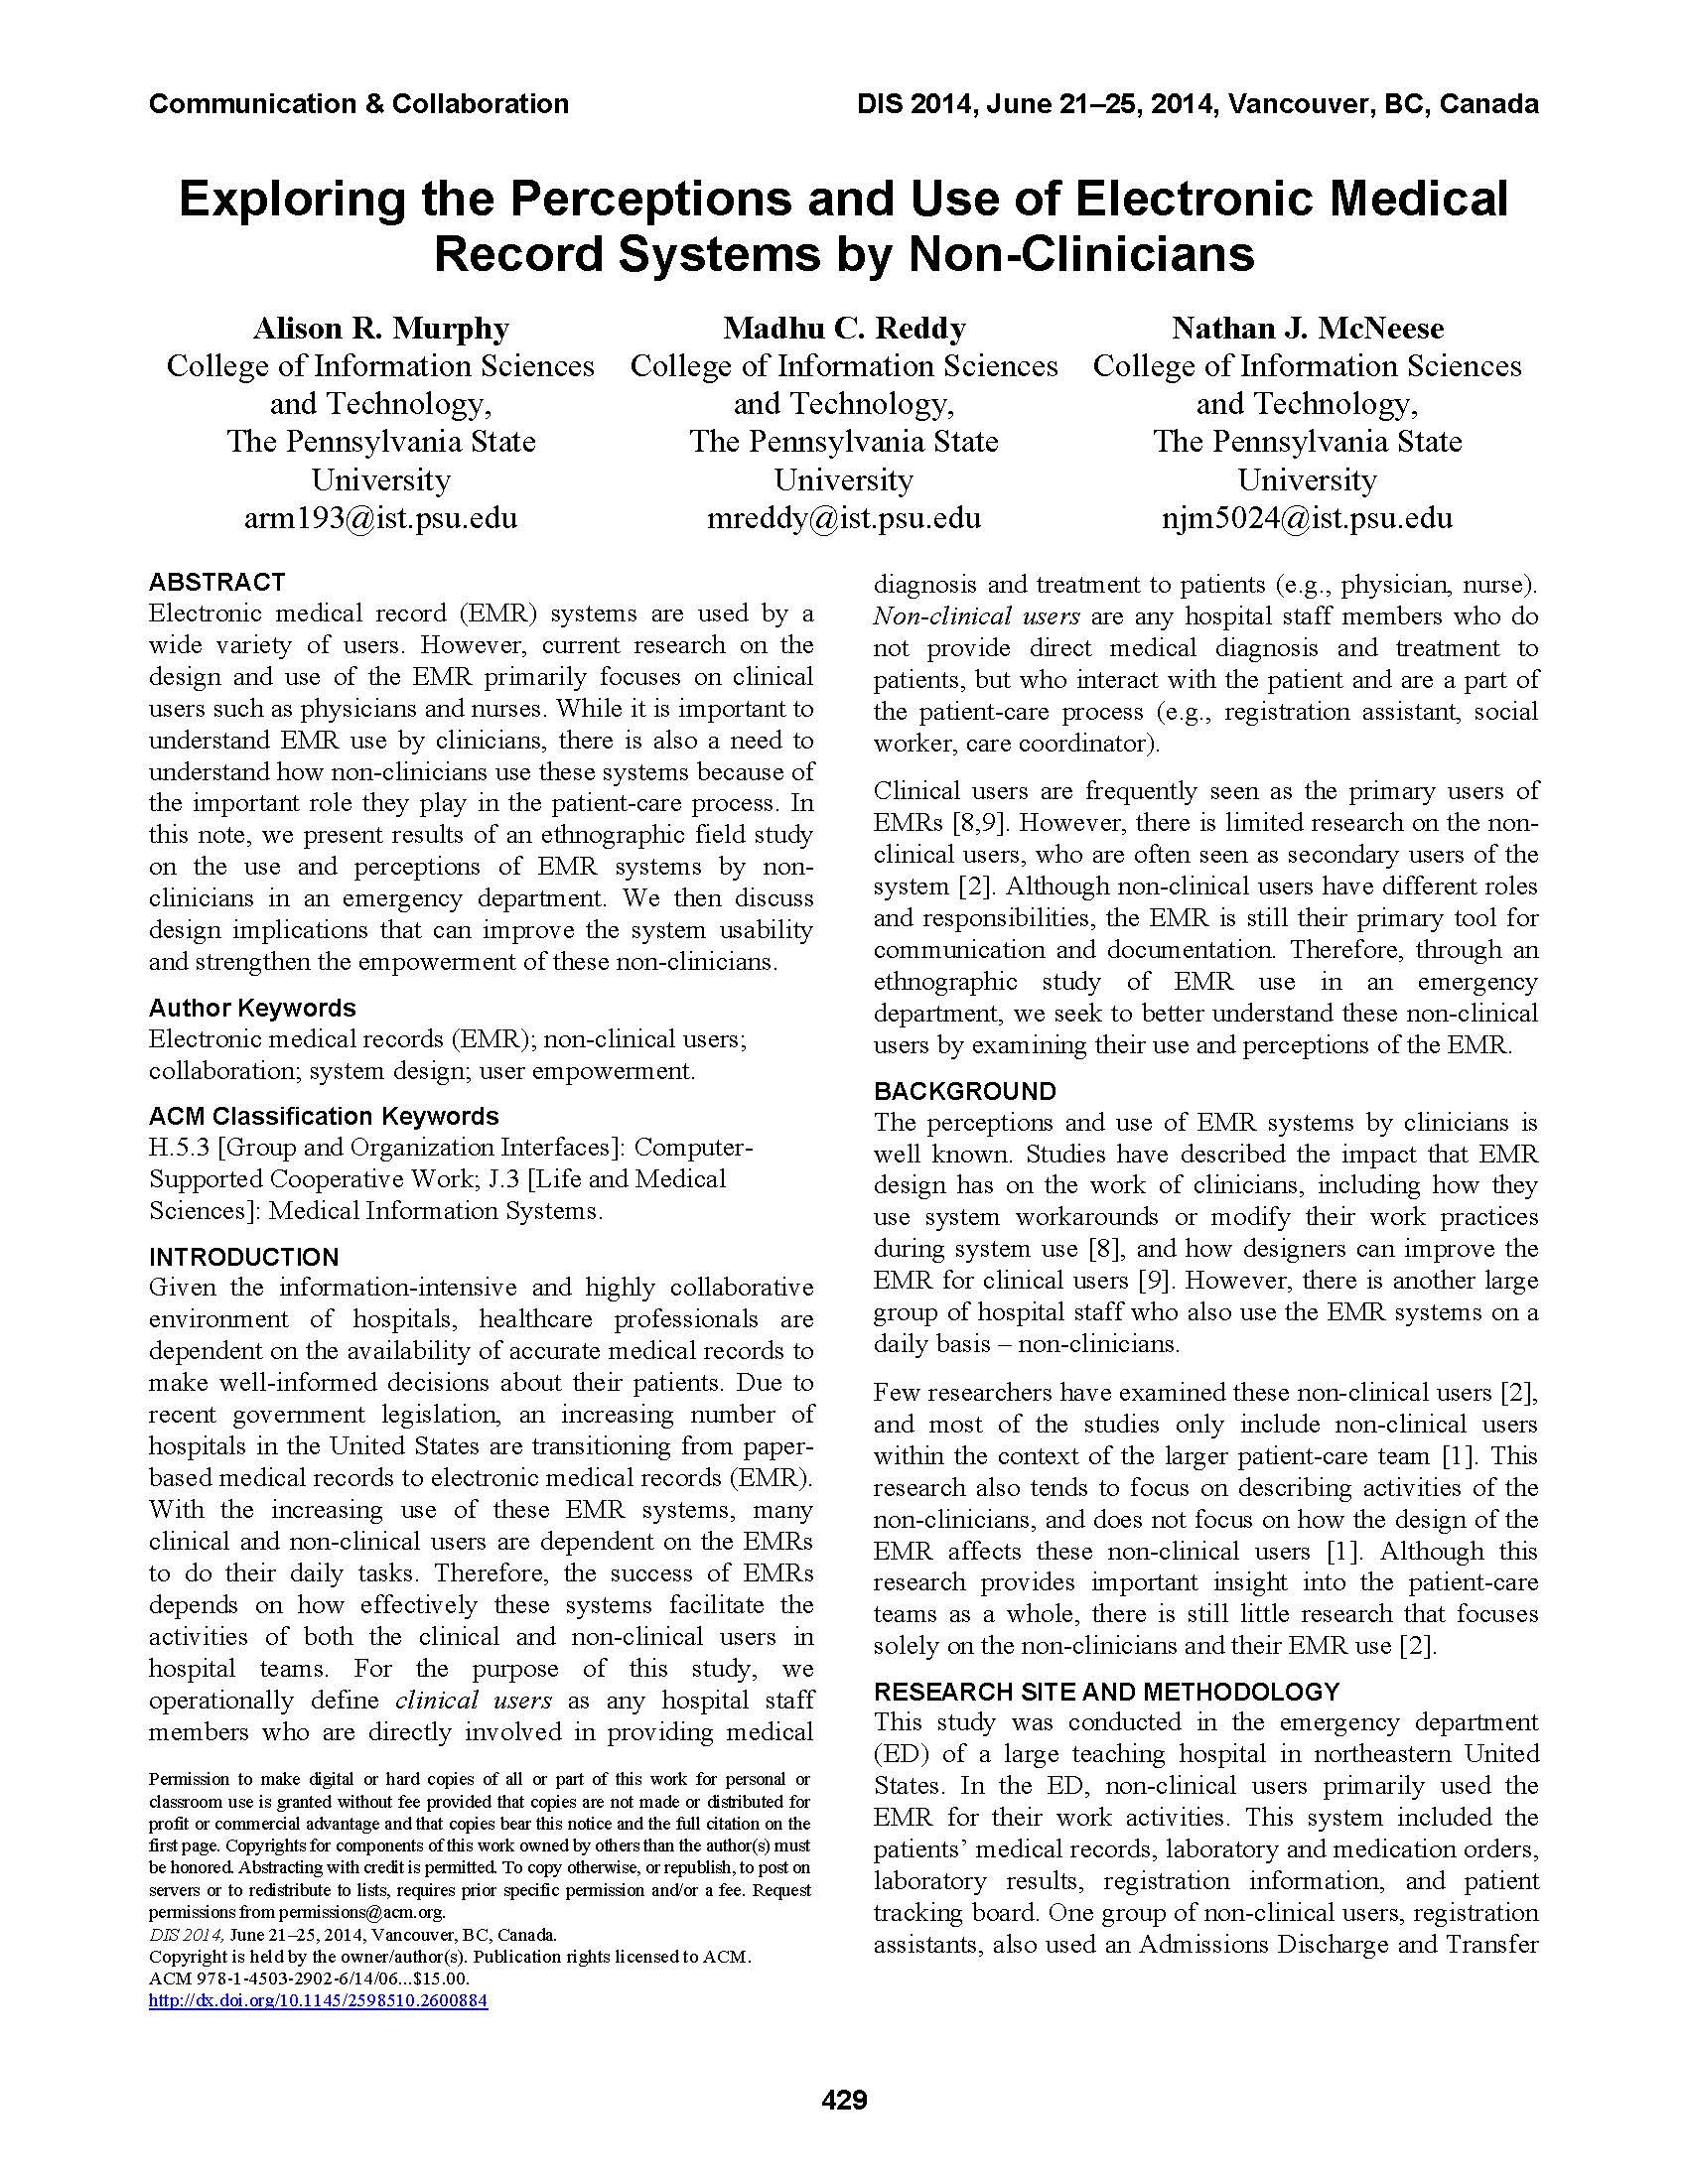 Communication & Collaboration
DIS 2014, June 21–25, 2014, Vancouver, BC, Canada
Exploring the Perceptions and Use of Electronic Medical
Record Systems by Non-Clinicians
Alison R. Murphy
College of Information Sciences
and Technology,
The Pennsylvania State
University
arm193@ist.psu.edu
Madhu C. Reddy
College of Information Sciences
and Technology,
The Pennsylvania State
University
mreddy@ist.psu.edu
Nathan J. McNeese
College of Information Sciences
and Technology,
The Pennsylvania State
University
njm5024@ist.psu.edu
ABSTRACT
Electronic medical record (EMR) systems are used by a
wide variety of users. However, current research on the
design and use of the EMR primarily focuses on clinical
users such as physicians and nurses. While it is important to
understand EMR use by clinicians, there is also a need to
understand how non-clinicians use these systems because of
the important role they play in the patient-care process. In
this note, we present results of an ethnographic field study
on the use and perceptions of EMR systems by non-
clinicians in an emergency department. We then discuss
design implications that can improve the system usability
and strengthen the empowerment of these non-clinicians.
Author Keywords
Electronic medical records (EMR); non-clinical users;
collaboration; system design; user empowerment.
ACM Classification Keywords
H.5.3 [Group and Organization Interfaces]: Computer-
Supported Cooperative Work; J.3 [Life and Medical
Sciences]: Medical Information Systems.
INTRODUCTION
Given the information-intensive and highly collaborative
environment of hospitals, healthcare professionals are
dependent on the availability of accurate medical records to
make well-informed decisions about their patients. Due to
recent government legislation, an increasing number of
hospitals in the United States are transitioning from paper-
based medical records to electronic medical records (EMR).
With the increasing use of these EMR systems, many
clinical and non-clinical users are dependent on the EMRs
to do their daily tasks. Therefore, the success of EMRs
depends on how effectively these systems facilitate the
activities of both the clinical and non-clinical users in
hospital teams. For the purpose of this study, we
operationally define clinical users as any hospital staff
members who are directly involved in providing medical
Permission to make digital or hard copies of all or part of this work for personal or
classroom use is granted without fee provided that copies are not made or distributed for
profit or commercial advantage and that copies bear this notice and the full citation on the
first page. Copyrights for components of this work owned by others than the author(s) must
be honored. Abstracting with credit is permitted. To copy otherwise, or republish, to post on
servers or to redistribute to lists, requires prior specific permission and/or a fee. Request
permissions from permissions@acm.org.
DIS 2014, June 21–25, 2014, Vancouver, BC, Canada.
Copyright is held by the owner/author(s). Publication rights licensed to ACM.
ACM 978-1-4503-2902-6/14/06...$15.00.
http://dx.doi.org/10.1145/2598510.2600884
diagnosis and treatment to patients (e.g., physician, nurse).
Non-clinical users are any hospital staff members who do
not provide direct medical diagnosis and treatment to
patients, but who interact with the patient and are a part of
the patient-care process (e.g., registration assistant, social
worker, care coordinator).
Clinical users are frequently seen as the primary users of
EMRs [8,9]. However, there is limited research on the non-
clinical users, who are often seen as secondary users of the
system [2]. Although non-clinical users have different roles
and responsibilities, the EMR is still their primary tool for
communication and documentation. Therefore, through an
ethnographic study of EMR use in an emergency
department, we seek to better understand these non-clinical
users by examining their use and perceptions of the EMR.
BACKGROUND
The perceptions and use of EMR systems by clinicians is
well known. Studies have described the impact that EMR
design has on the work of clinicians, including how they
use system workarounds or modify their work practices
during system use [8], and how designers can improve the
EMR for clinical users [9]. However, there is another large
group of hospital staff who also use the EMR systems on a
daily basis – non-clinicians.
Few researchers have examined these non-clinical users [2],
and most of the studies only include non-clinical users
within the context of the larger patient-care team [1]. This
research also tends to focus on describing activities of the
non-clinicians, and does not focus on how the design of the
EMR affects these non-clinical users [1]. Although this
research provides important insight into the patient-care
teams as a whole, there is still little research that focuses
solely on the non-clinicians and their EMR use [2].
RESEARCH SITE AND METHODOLOGY
This study was conducted in the emergency department
(ED) of a large teaching hospital in northeastern United
States. In the ED, non-clinical users primarily used the
EMR for their work activities. This system included the
patients’ medical records, laboratory and medication orders,
laboratory results, registration information, and patient
tracking board. One group of non-clinical users, registration
assistants, also used an Admissions Discharge and Transfer
429